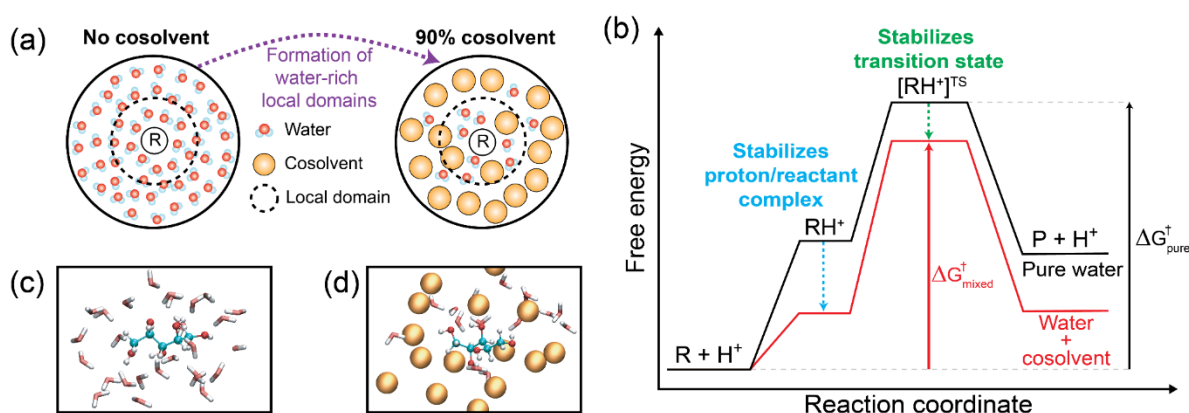 (a)
No cosolvent
90% cosolvent
Formation of
water-rich
local domains
Water
Cosolvent
Local domain
R
R
(b)
Free energy
Reaction coordinate
Stabilizes
transition state
[RH⁺]ᵀˢ
Stabilizes
proton/reactant
complex
RH⁺
R + H⁺
P + H⁺
Pure water
Water
+
cosolvent
ΔG†mixed
ΔG†pure
(c)
(d)